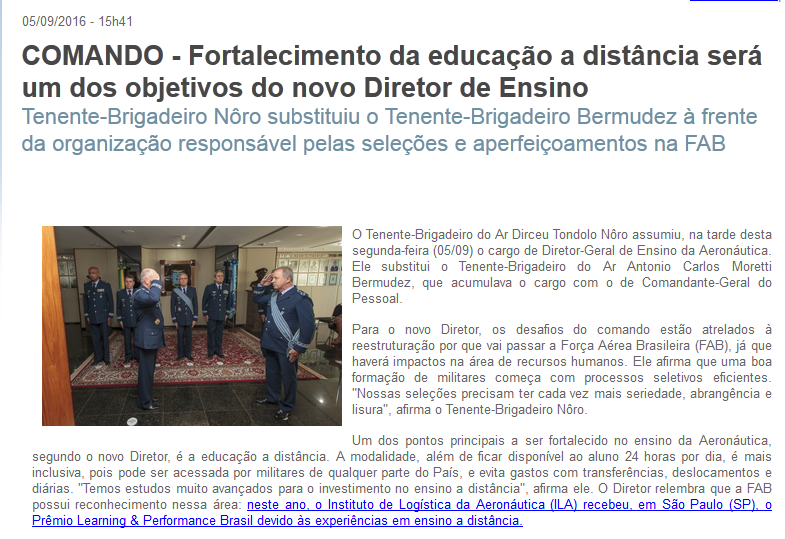 05/09/2016 - 15h41
COMANDO - Fortalecimento da educação a distância será
um dos objetivos do novo Diretor de Ensino
Tenente-Brigadeiro Nôro substituiu o Tenente-Brigadeiro Bermudez à frente
da organização responsável pelas seleções e aperfeiçoamentos na FAB
O Tenente-Brigadeiro do Ar Dirceu Tondolo Nôro assumiu, na tarde desta
segunda-feira (05/09) o cargo de Diretor-Geral de Ensino da Aeronáutica.
Ele substitui o Tenente-Brigadeiro do Ar Antonio Carlos Moretti
Bermudez, que acumulava o cargo com o de Comandante-Geral do
Pessoal.
Para o novo Diretor, os desafios do comando estão atrelados à
reestruturação por que vai passar a Força Aérea Brasileira (FAB), já que
haverá impactos na área de recursos humanos. Ele afirma que uma boa
formação de militares começa com processos seletivos eficientes.
"Nossas seleções precisam ter cada vez mais seriedade, abrangência e
lisura", afirma o Tenente-Brigadeiro Nôro.
Um dos pontos principais a ser fortalecido no ensino da Aeronáutica,
segundo o novo Diretor, é a educação a distância. A modalidade, além de ficar disponível ao aluno 24 horas por dia, é mais
inclusiva, pois pode ser acessada por militares de qualquer parte do País, e evita gastos com transferências, deslocamentos e
diárias. "Temos estudos muito avançados para o investimento no ensino a distância", afirma ele. O Diretor relembra que a FAB
possui reconhecimento nessa área: neste ano, o Instituto de Logística da Aeronáutica (ILA) recebeu, em São Paulo (SP), o
Prêmio Learning & Performance Brasil devido às experiências em ensino a distância.